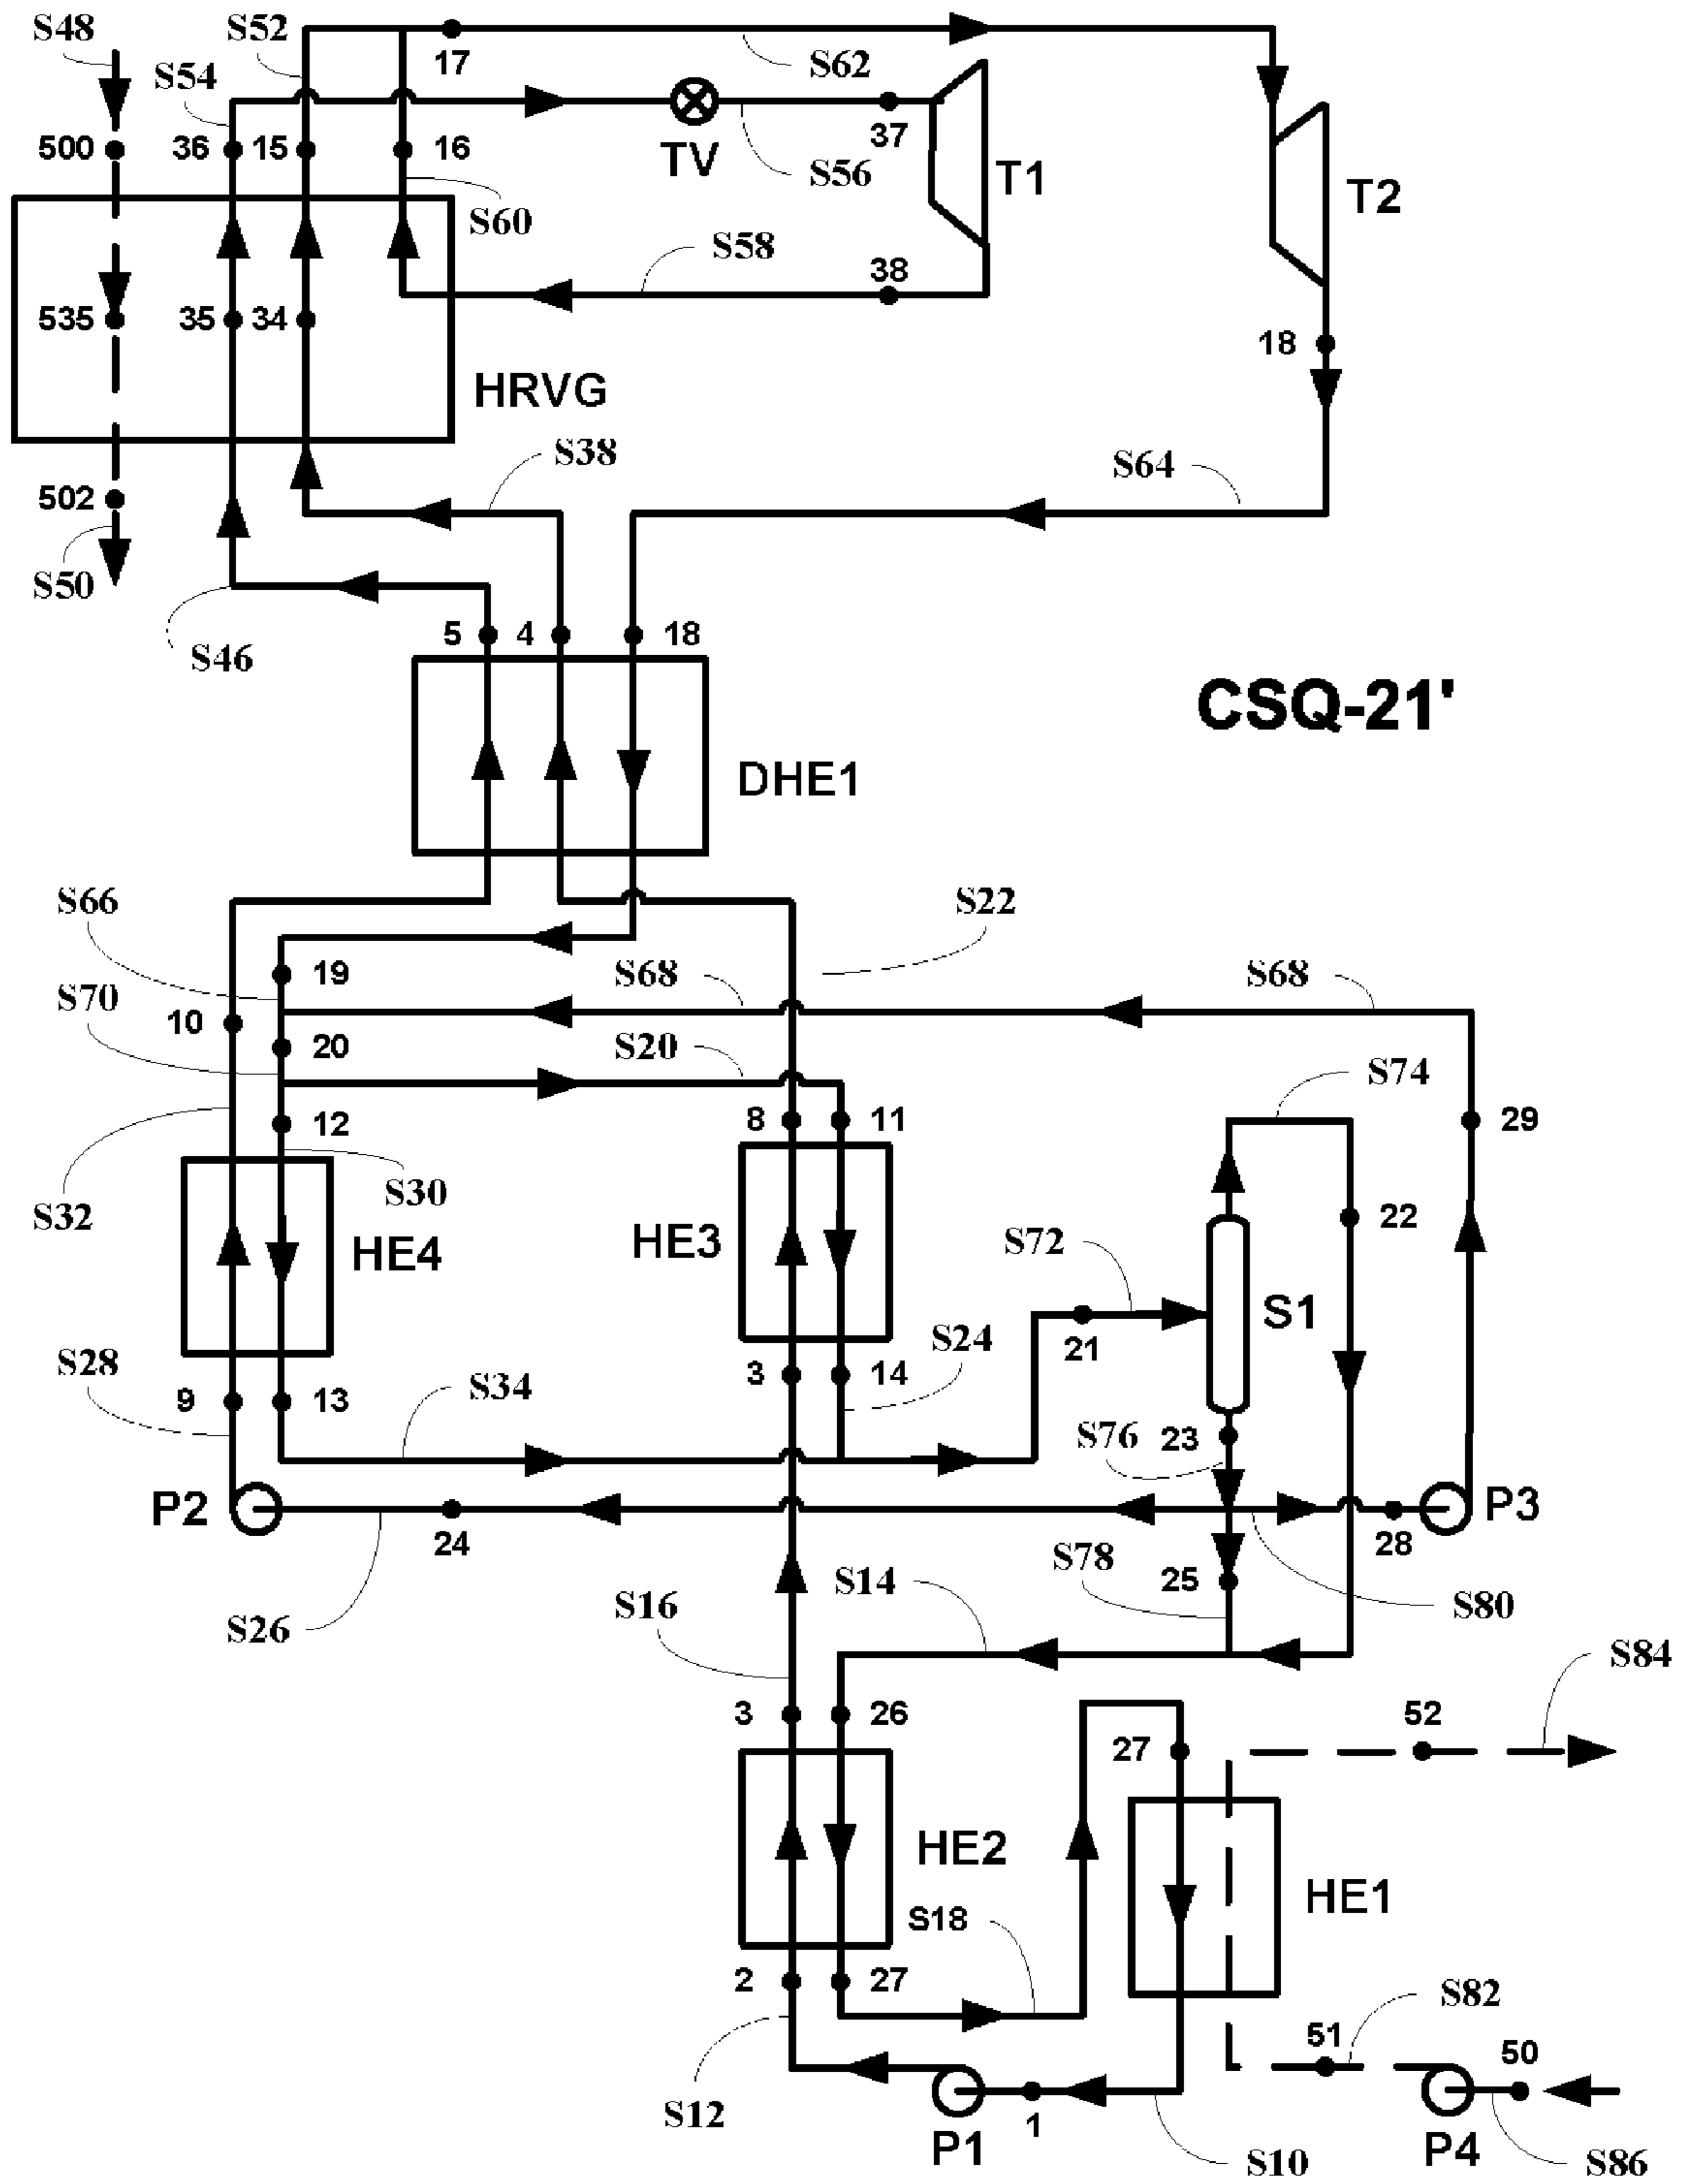 S48
S52
17
S62
S54
500
36
15
16
TV
37
S56
T1
T2
S60
S58
38
535
35
34
18
HRVG
S38
S64
502
S50
5
4
18
S46
CSQ-21'
DHE1
S66
S22
19
S68
S68
S70
10
20
S20
S74
12
8
11
29
S30
S32
22
HE4
HE3
S72
S1
21
S24
S28
3
14
9
13
S34
S76
23
P2
24
28
P3
S78
25
S14
S80
S16
S26
S84
3
26
52
27
HE2
HE1
S18
2
27
S82
51
50
S12
1
P1
S10
P4
S86